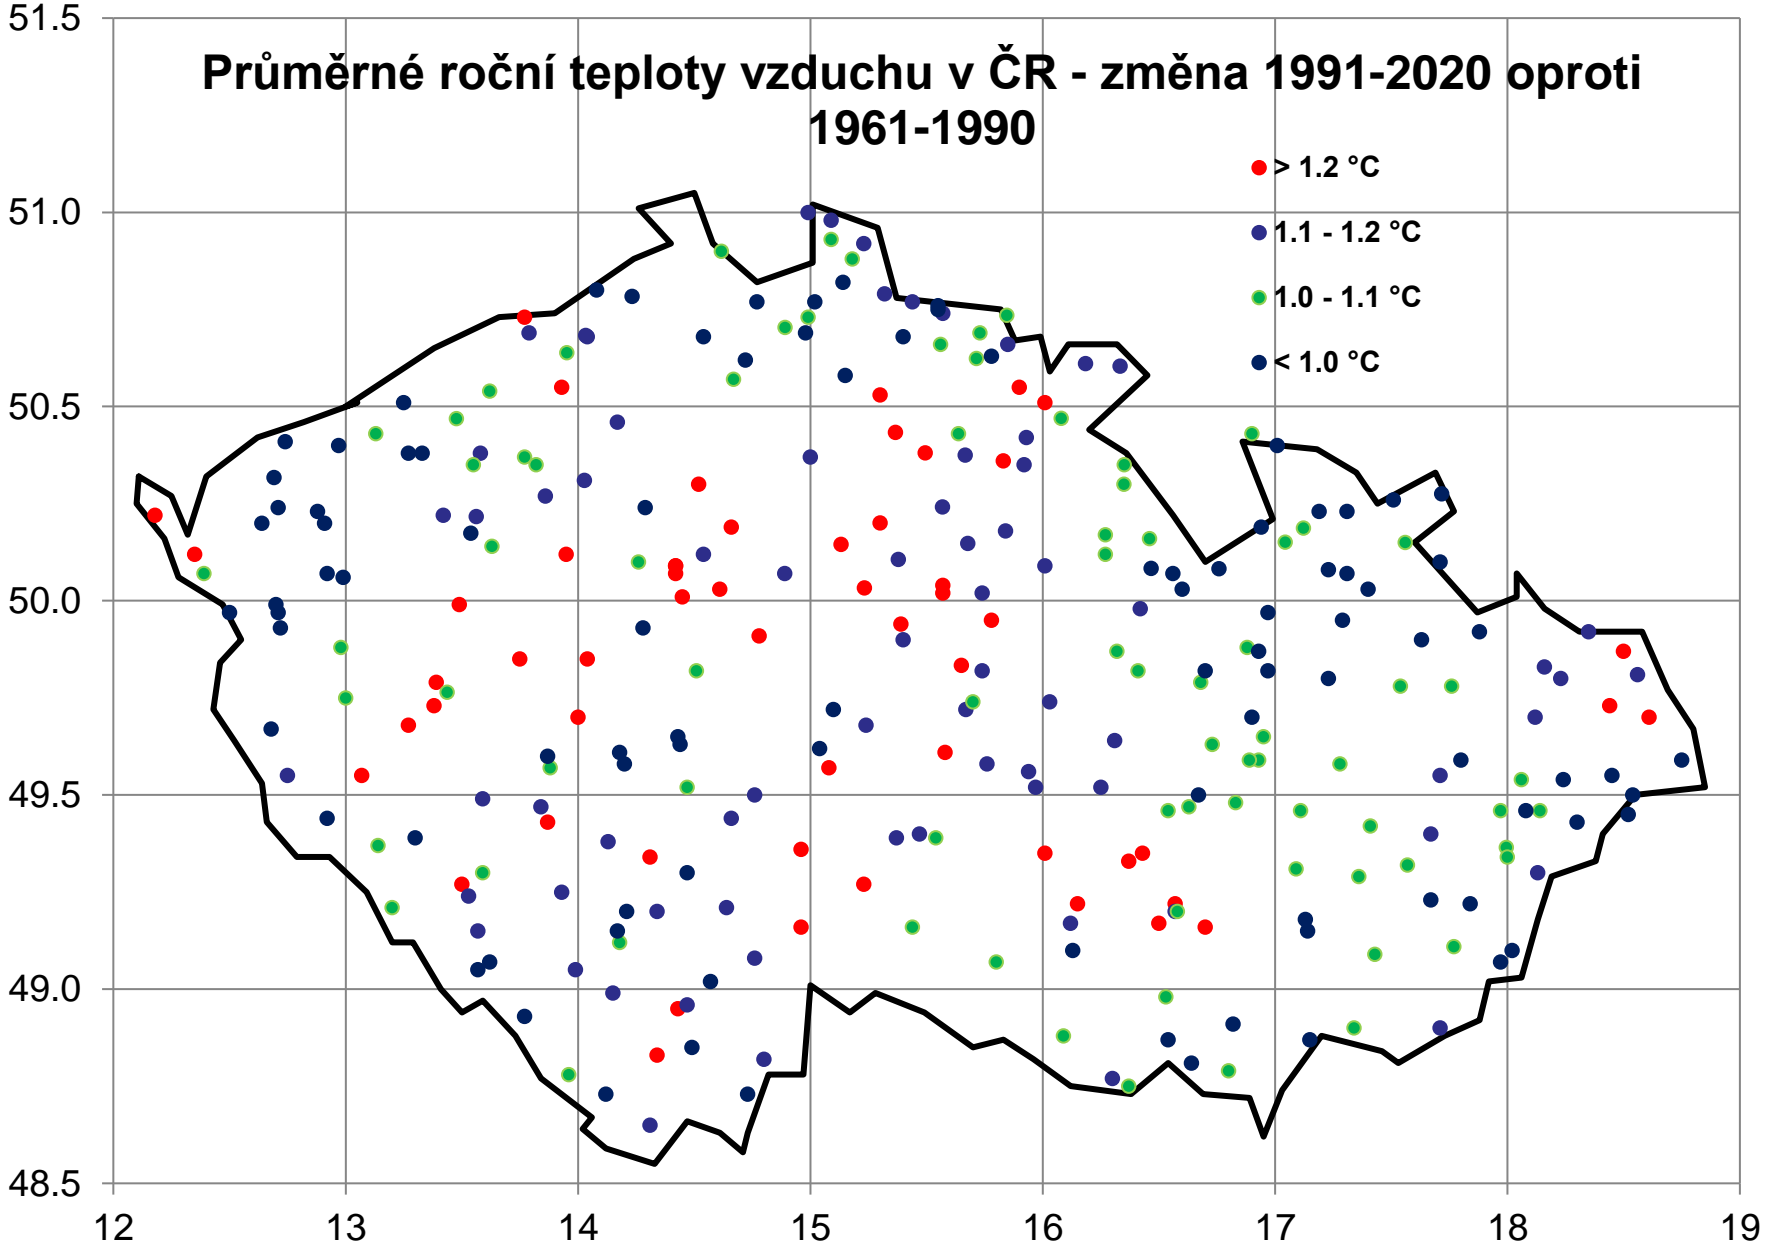 Průměrné roční teploty vzduchu v ČR - změna 1991-2020 oproti
1961-1990
> 1.2 °C
1.1 - 1.2 °C
1.0 - 1.1 °C
< 1.0 °C
51.5
51.0
50.5
50.0
49.5
49.0
48.5
12 13 14 15 16 17 18 19